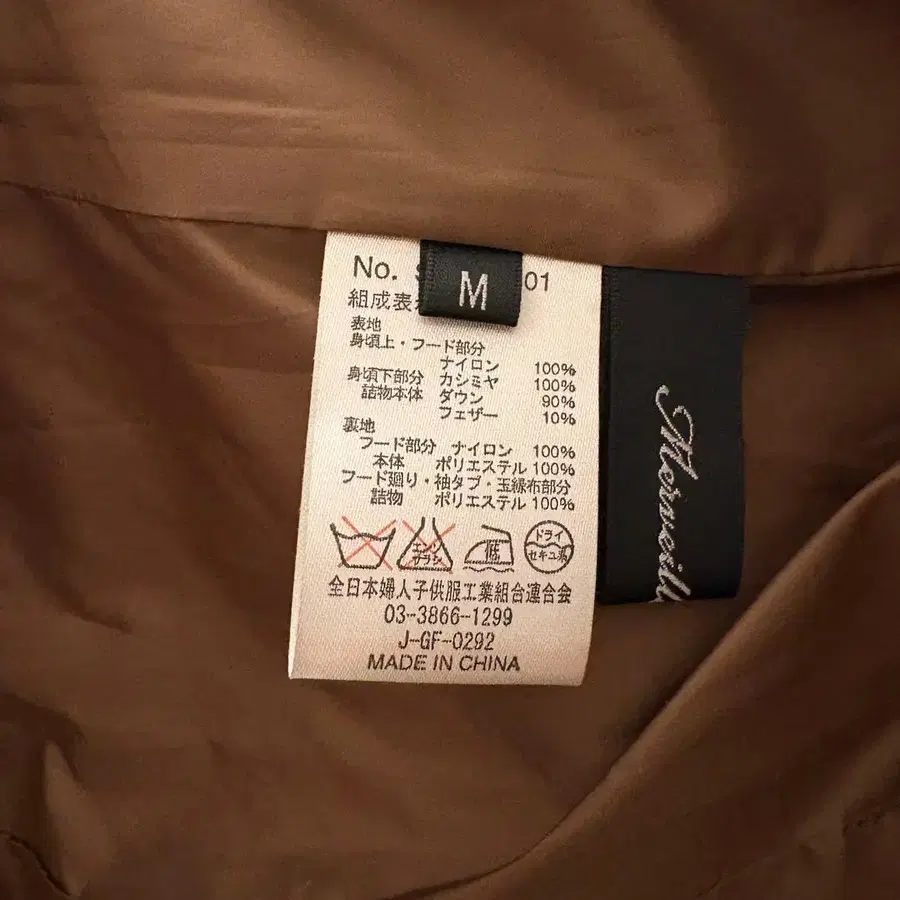 No. 01
M
組成表
表地
身頃上・フード部分
ナイロン 100%
身頃下部分 カシミヤ 100%
詰物本体 ダウン 90%
フェザー 10%
裏地
フード部分 ナイロン 100%
本体 ポリエステル 100%
フード廻り・袖タブ・玉縁布部分
詰物 ポリエステル 100%
エンソ
サラシ
低
ドライ
セキユ系
全日本婦人子供服工業組合連合会
03-3866-1299
J-GF-0292
MADE IN CHINA